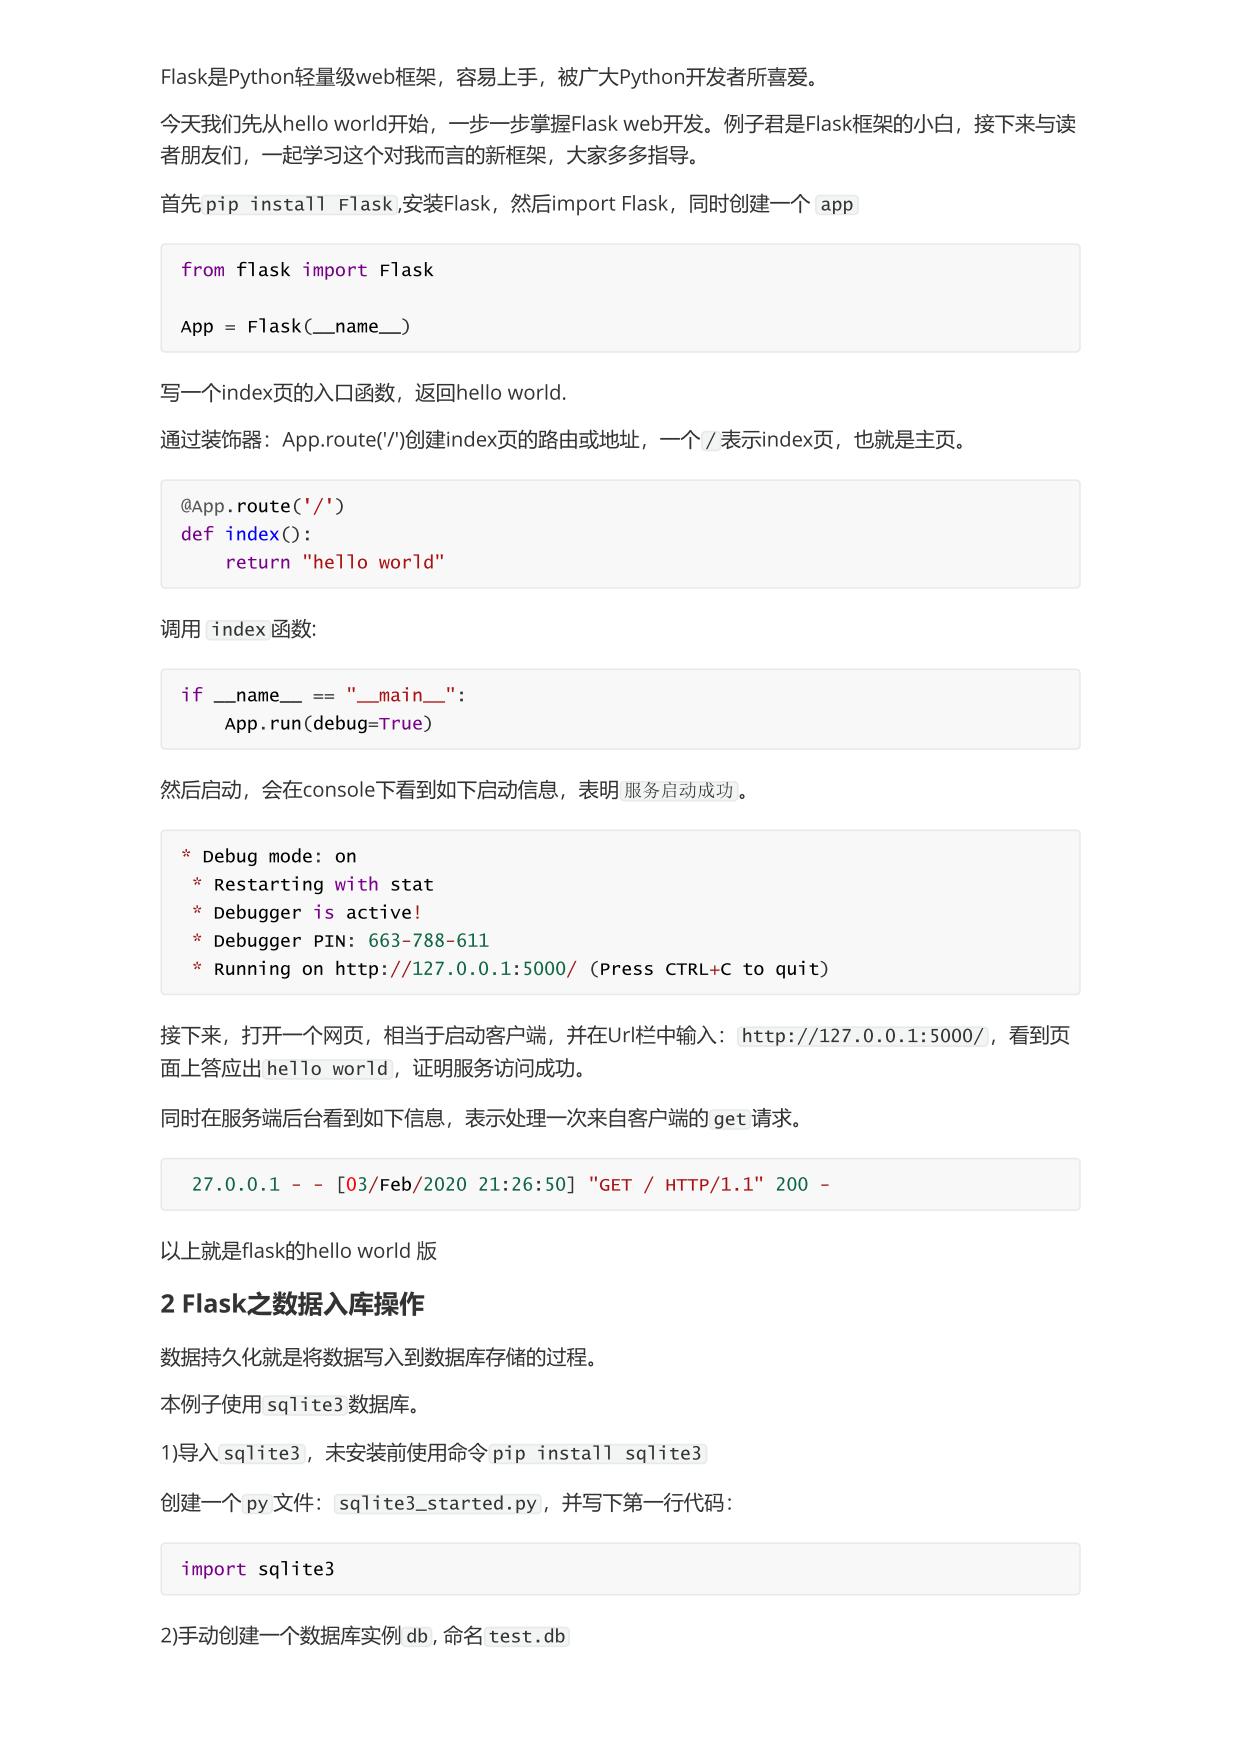 Flask是Python轻量级web框架，容易上手，被广大Python开发者所喜爱。
今天我们先从hello world开始，一步一步掌握Flask web开发。例子君是Flask框架的小白，接下来与读
者朋友们，一起学习这个对我而言的新框架，大家多多指导。
首先pip install Flask,安装Flask，然后import Flask，同时创建一个 app
from flask import Flask
App = Flask(__name__)
写一个index页的入口函数，返回hello world.
通过装饰器：App.route('/')创建index页的路由或地址，一个/表示index页，也就是主页。
@App.route('/')
def index():
    return "hello world"
调用 index函数:
if __name__ == "__main__":
    App.run(debug=True)
然后启动，会在console下看到如下启动信息，表明服务启动成功。
* Debug mode: on
 * Restarting with stat
 * Debugger is active!
 * Debugger PIN: 663-788-611
 * Running on http://127.0.0.1:5000/ (Press CTRL+C to quit)
接下来，打开一个网页，相当于启动客户端，并在Url栏中输入：http://127.0.0.1:5000/，看到页
面上答应出hello world，证明服务访问成功。
同时在服务端后台看到如下信息，表示处理一次来自客户端的get请求。
 27.0.0.1 - - [03/Feb/2020 21:26:50] "GET / HTTP/1.1" 200 -
以上就是flask的hello world 版
2 Flask之数据入库操作
数据持久化就是将数据写入到数据库存储的过程。
本例子使用sqlite3数据库。
1)导入sqlite3，未安装前使用命令pip install sqlite3
创建一个py文件：sqlite3_started.py，并写下第一行代码：
import sqlite3
2)手动创建一个数据库实例db, 命名test.db